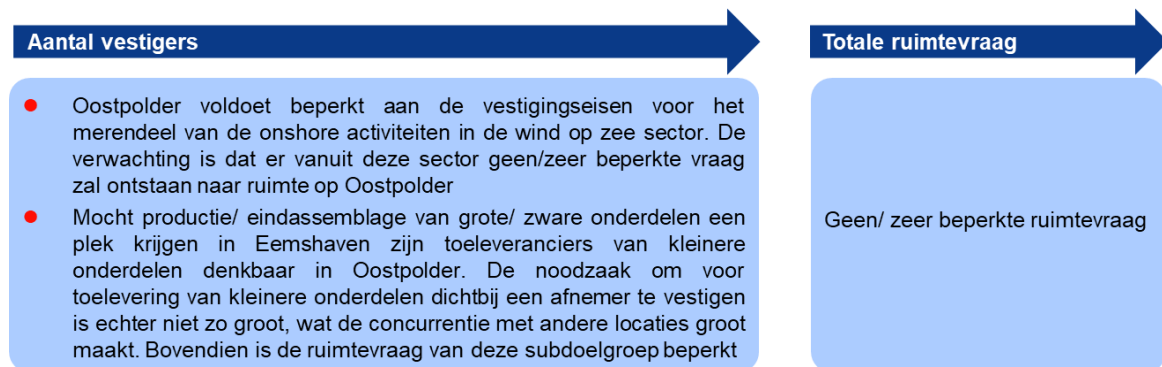 Aantal vestigers
Totale ruimtevraag
Oostpolder voldoet beperkt aan de vestigingseisen voor het
merendeel van de onshore activiteiten in de wind op zee sector. De
verwachting is dat er vanuit deze sector geen/zeer beperkte vraag
zal ontstaan naar ruimte op Oostpolder
Mocht productie/ eindassemblage van grote/ zware onderdelen een
plek krijgen in Eemshaven zijn toeleveranciers van kleinere
onderdelen denkbaar in Oostpolder. De noodzaak om voor
toelevering van kleinere onderdelen dichtbij een afnemer te vestigen
is echter niet zo groot, wat de concurrentie met andere locaties groot
maakt. Bovendien is de ruimtevraag van deze subdoelgroep beperkt
Geen/ zeer beperkte ruimtevraag